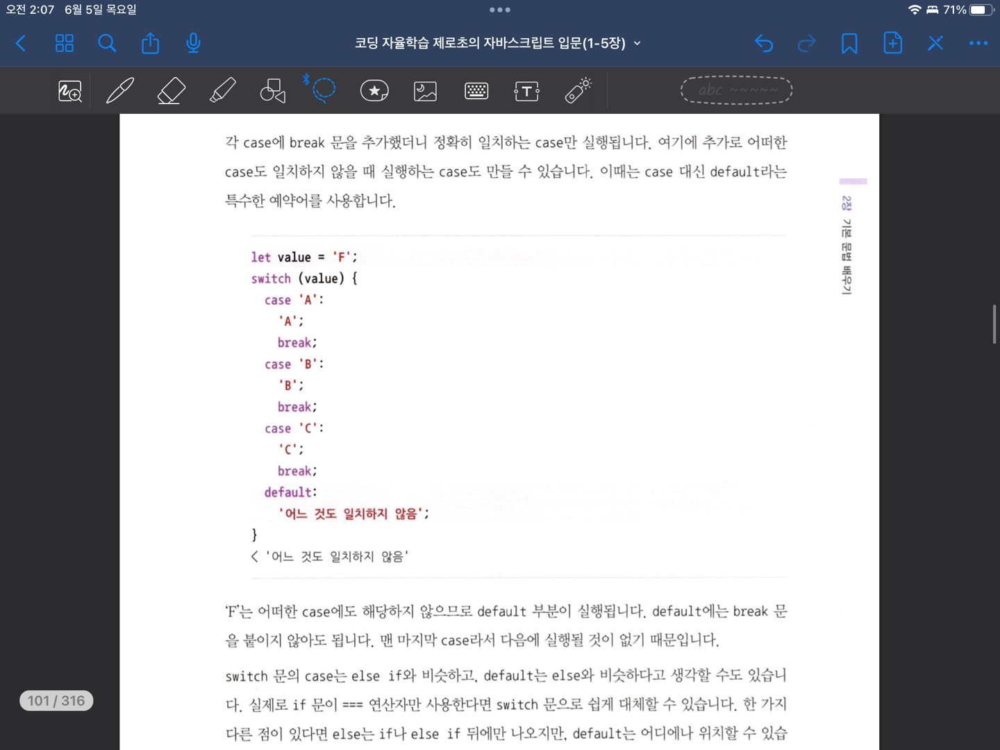 오전 2:07 6월 5일 목요일
71%
코딩 자율학습 제로초의 자바스크립트 입문(1-5장)
abc ~~~~~
각 case에 break 문을 추가했더니 정확히 일치하는 case만 실행됩니다. 여기에 추가로 어떠한
case도 일치하지 않을 때 실행하는 case도 만들 수 있습니다. 이때는 case 대신 default라는
특수한 예약어를 사용합니다.
2장 기본 문법 배우기
let value = 'F';
switch (value) {
case 'A':
'A';
break;
case 'B':
'B';
break;
case 'C':
'C';
break;
default:
'어느 것도 일치하지 않음';
}
< '어느 것도 일치하지 않음'
'F'는 어떠한 case에도 해당하지 않으므로 default 부분이 실행됩니다. default에는 break 문
을 붙이지 않아도 됩니다. 맨 마지막 case라서 다음에 실행될 것이 없기 때문입니다.
switch 문의 case는 else if와 비슷하고, default는 else와 비슷하다고 생각할 수도 있습니
다. 실제로 if 문이 === 연산자만 사용한다면 switch 문으로 쉽게 대체할 수 있습니다. 한 가지
다른 점이 있다면 else는 if나 else if 뒤에만 나오지만, default는 어디에나 위치할 수 있습
101 / 316